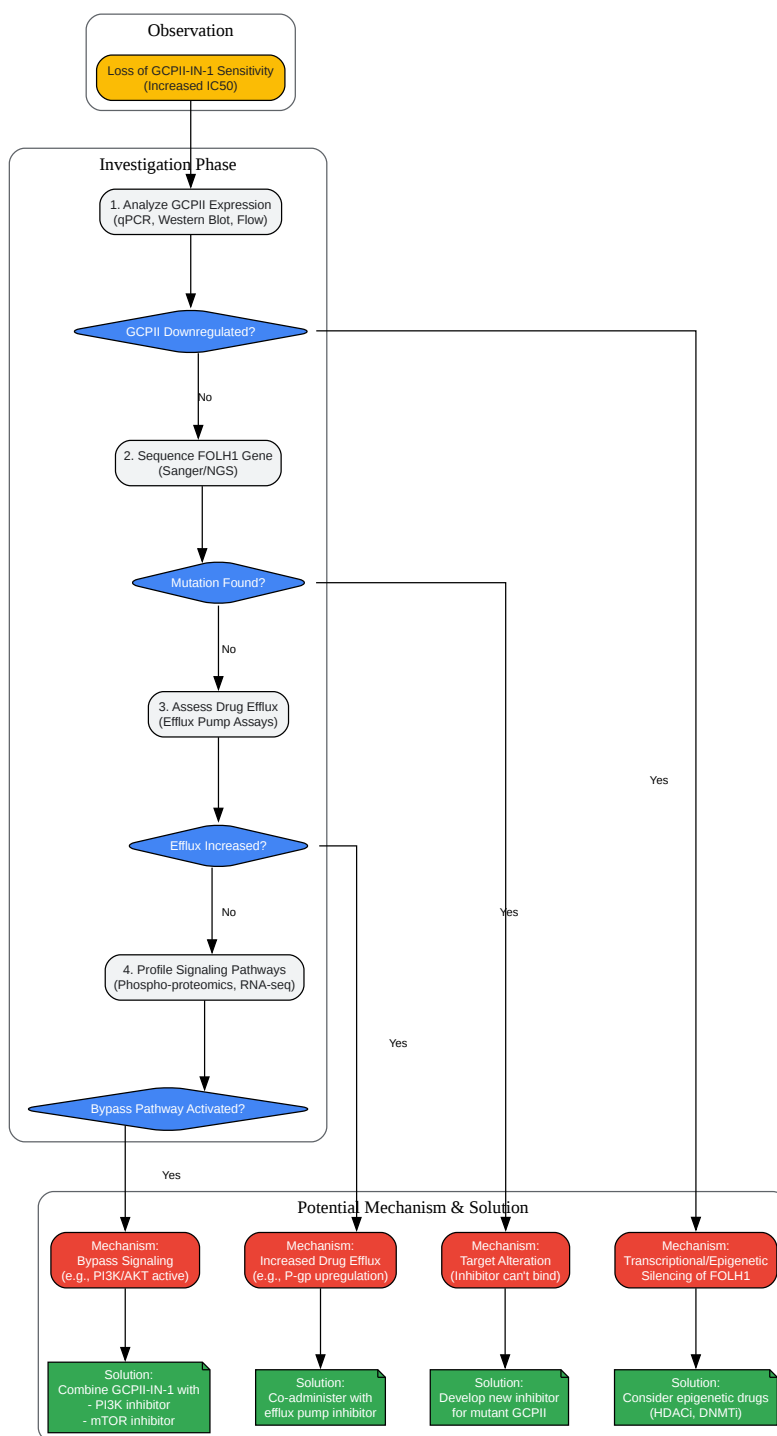 Observation
Loss of GCPII-IN-1 Sensitivity
(Increased IC50)
Investigation Phase
1. Analyze GCPII Expression
(qPCR, Western Blot, Flow)
GCPII Downregulated?
No
2. Sequence FOLH1 Gene
(Sanger/NGS)
Mutation Found?
No
3. Assess Drug Efflux
(Efflux Pump Assays)
Yes
Efflux Increased?
No
Yes
4. Profile Signaling Pathways
(Phospho-proteomics, RNA-seq)
Yes
Bypass Pathway Activated?
Yes
Potential Mechanism & Solution
Mechanism:
Bypass Signaling
(e.g., PI3K/AKT active)
Mechanism:
Increased Drug Efflux
(e.g., P-gp upregulation)
Mechanism:
Target Alteration
(Inhibitor can't bind)
Mechanism:
Transcriptional/Epigenetic
Silencing of FOLH1
Solution:
Combine GCPII-IN-1 with
- PI3K inhibitor
- mTOR inhibitor
Solution:
Co-administer with
efflux pump inhibitor
Solution:
Develop new inhibitor
for mutant GCPII
Solution:
Consider epigenetic drugs
(HDACi, DNMTi)